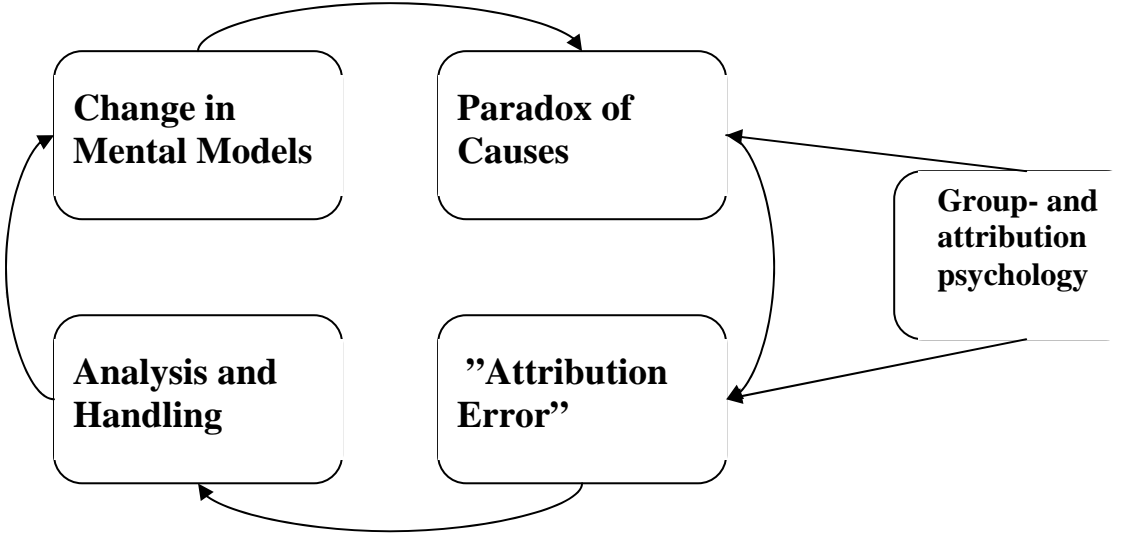 Change in
Mental Models
Paradox of
Causes
Group- and
attribution
psychology
Analysis and
Handling
”Attribution
Error”